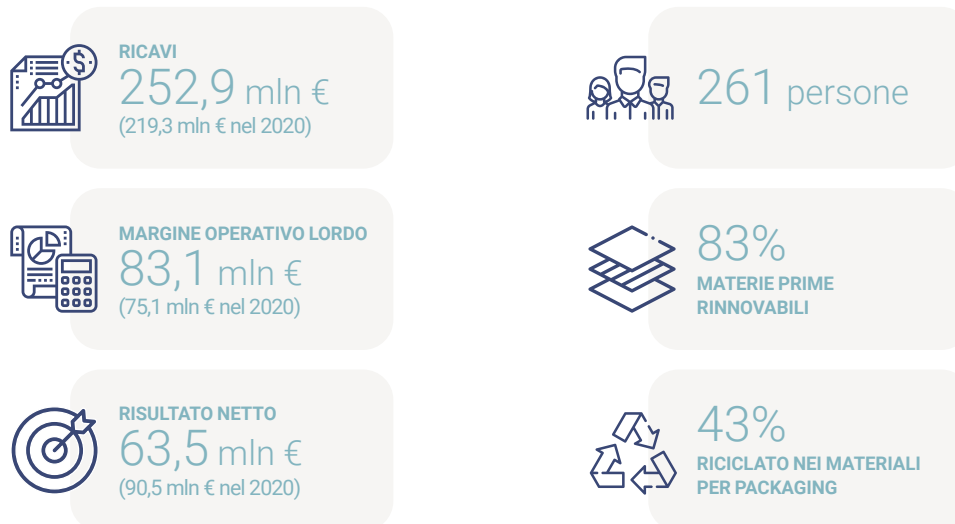 RICAVI
252,9 mln €
(219,3 mln € nel 2020)
MARGINE OPERATIVO LORDO
83,1 mln €
(75,1 mln € nel 2020)
RISULTATO NETTO
63,5 mln €
(90,5 mln € nel 2020)
261 persone
83%
MATERIE PRIME
RINNOVABILI
43%
RICICLATO NEI MATERIALI
PER PACKAGING